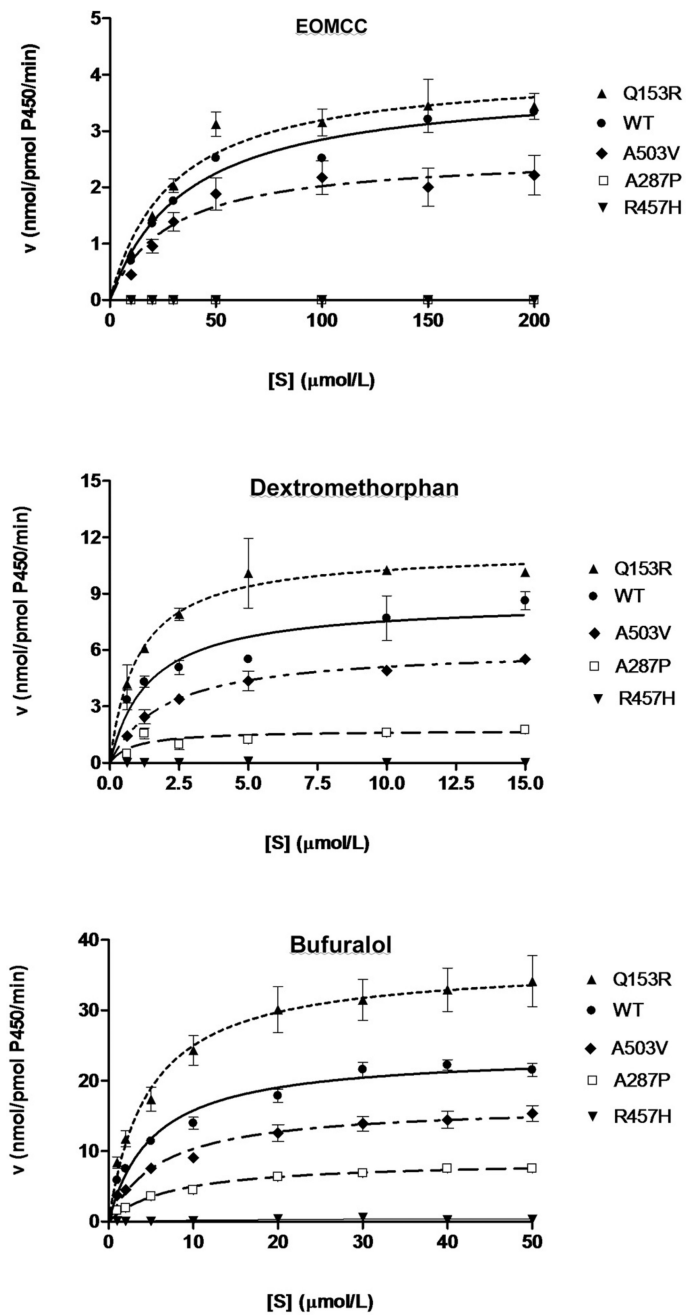 EOMCC
5
4
3
2
1
0
0 50 100 150 200
v (nmol/pmol P450/min)
[S] (μmol/L)
Q153R
WT
A503V
A287P
R457H
Dextromethorphan
15
12
9
6
3
0
0.0 2.5 5.0 7.5 10.0 12.5 15.0
v (nmol/pmol P450/min)
[S] (μmol/L)
Q153R
WT
A503V
A287P
R457H
Bufuralol
40
30
20
10
0
0 10 20 30 40 50
v (nmol/pmol P450/min)
[S] (μmol/L)
Q153R
WT
A503V
A287P
R457H